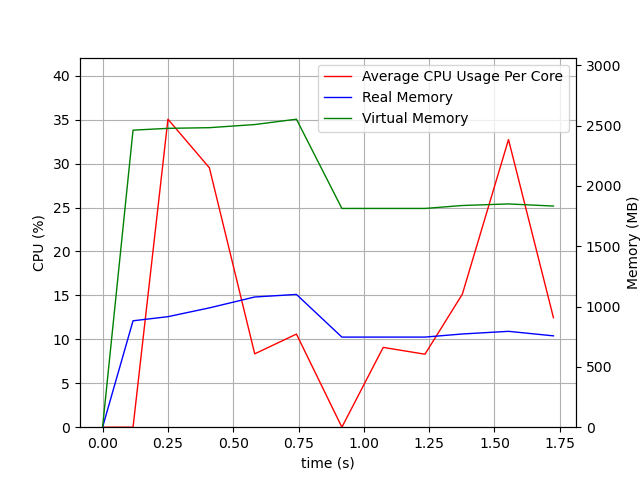 Average CPU Usage Per Core
Real Memory
Virtual Memory
CPU (%)
40
35
30
25
20
15
10
5
0
Memory (MB)
3000
2500
2000
1500
1000
500
0
0.00 0.25 0.50 0.75 1.00 1.25 1.50 1.75
time (s)